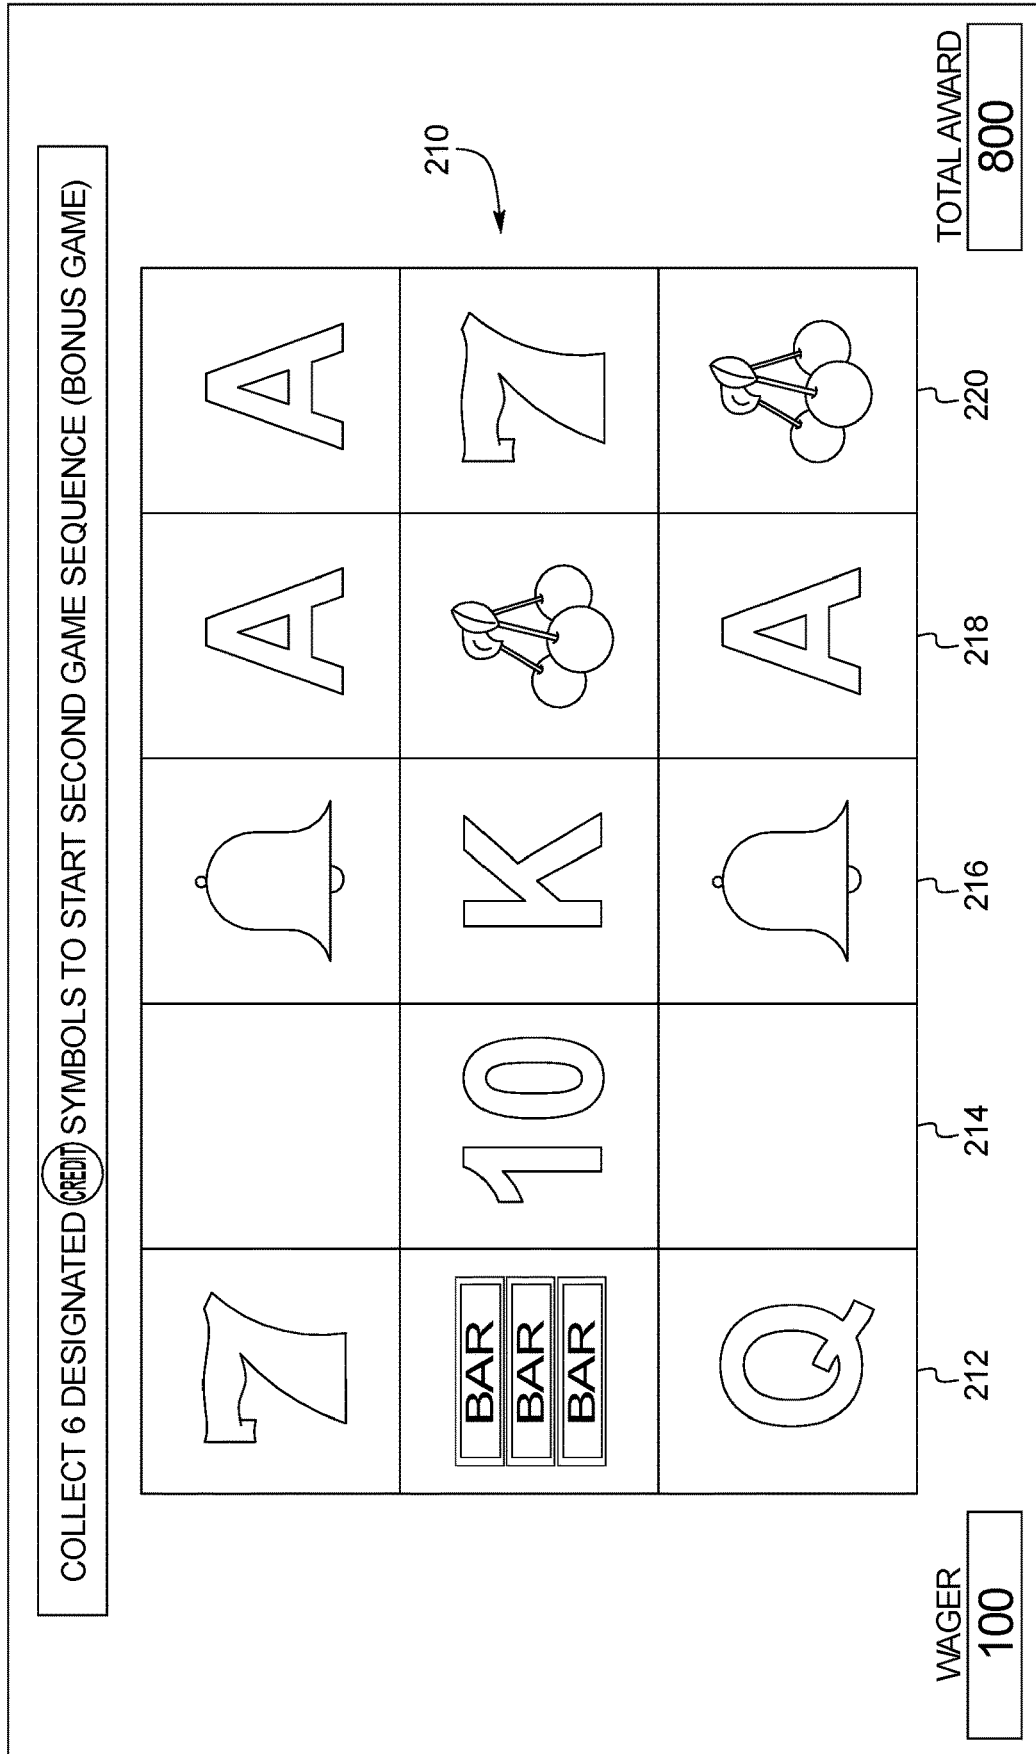 COLLECT 6 DESIGNATED CREDIT SYMBOLS TO START SECOND GAME SEQUENCE (BONUS GAME)
210
7 A A
BAR 10 K 7
BAR
BAR
Q A
212 214 216 218 220
WAGER
100
TOTAL AWARD
800